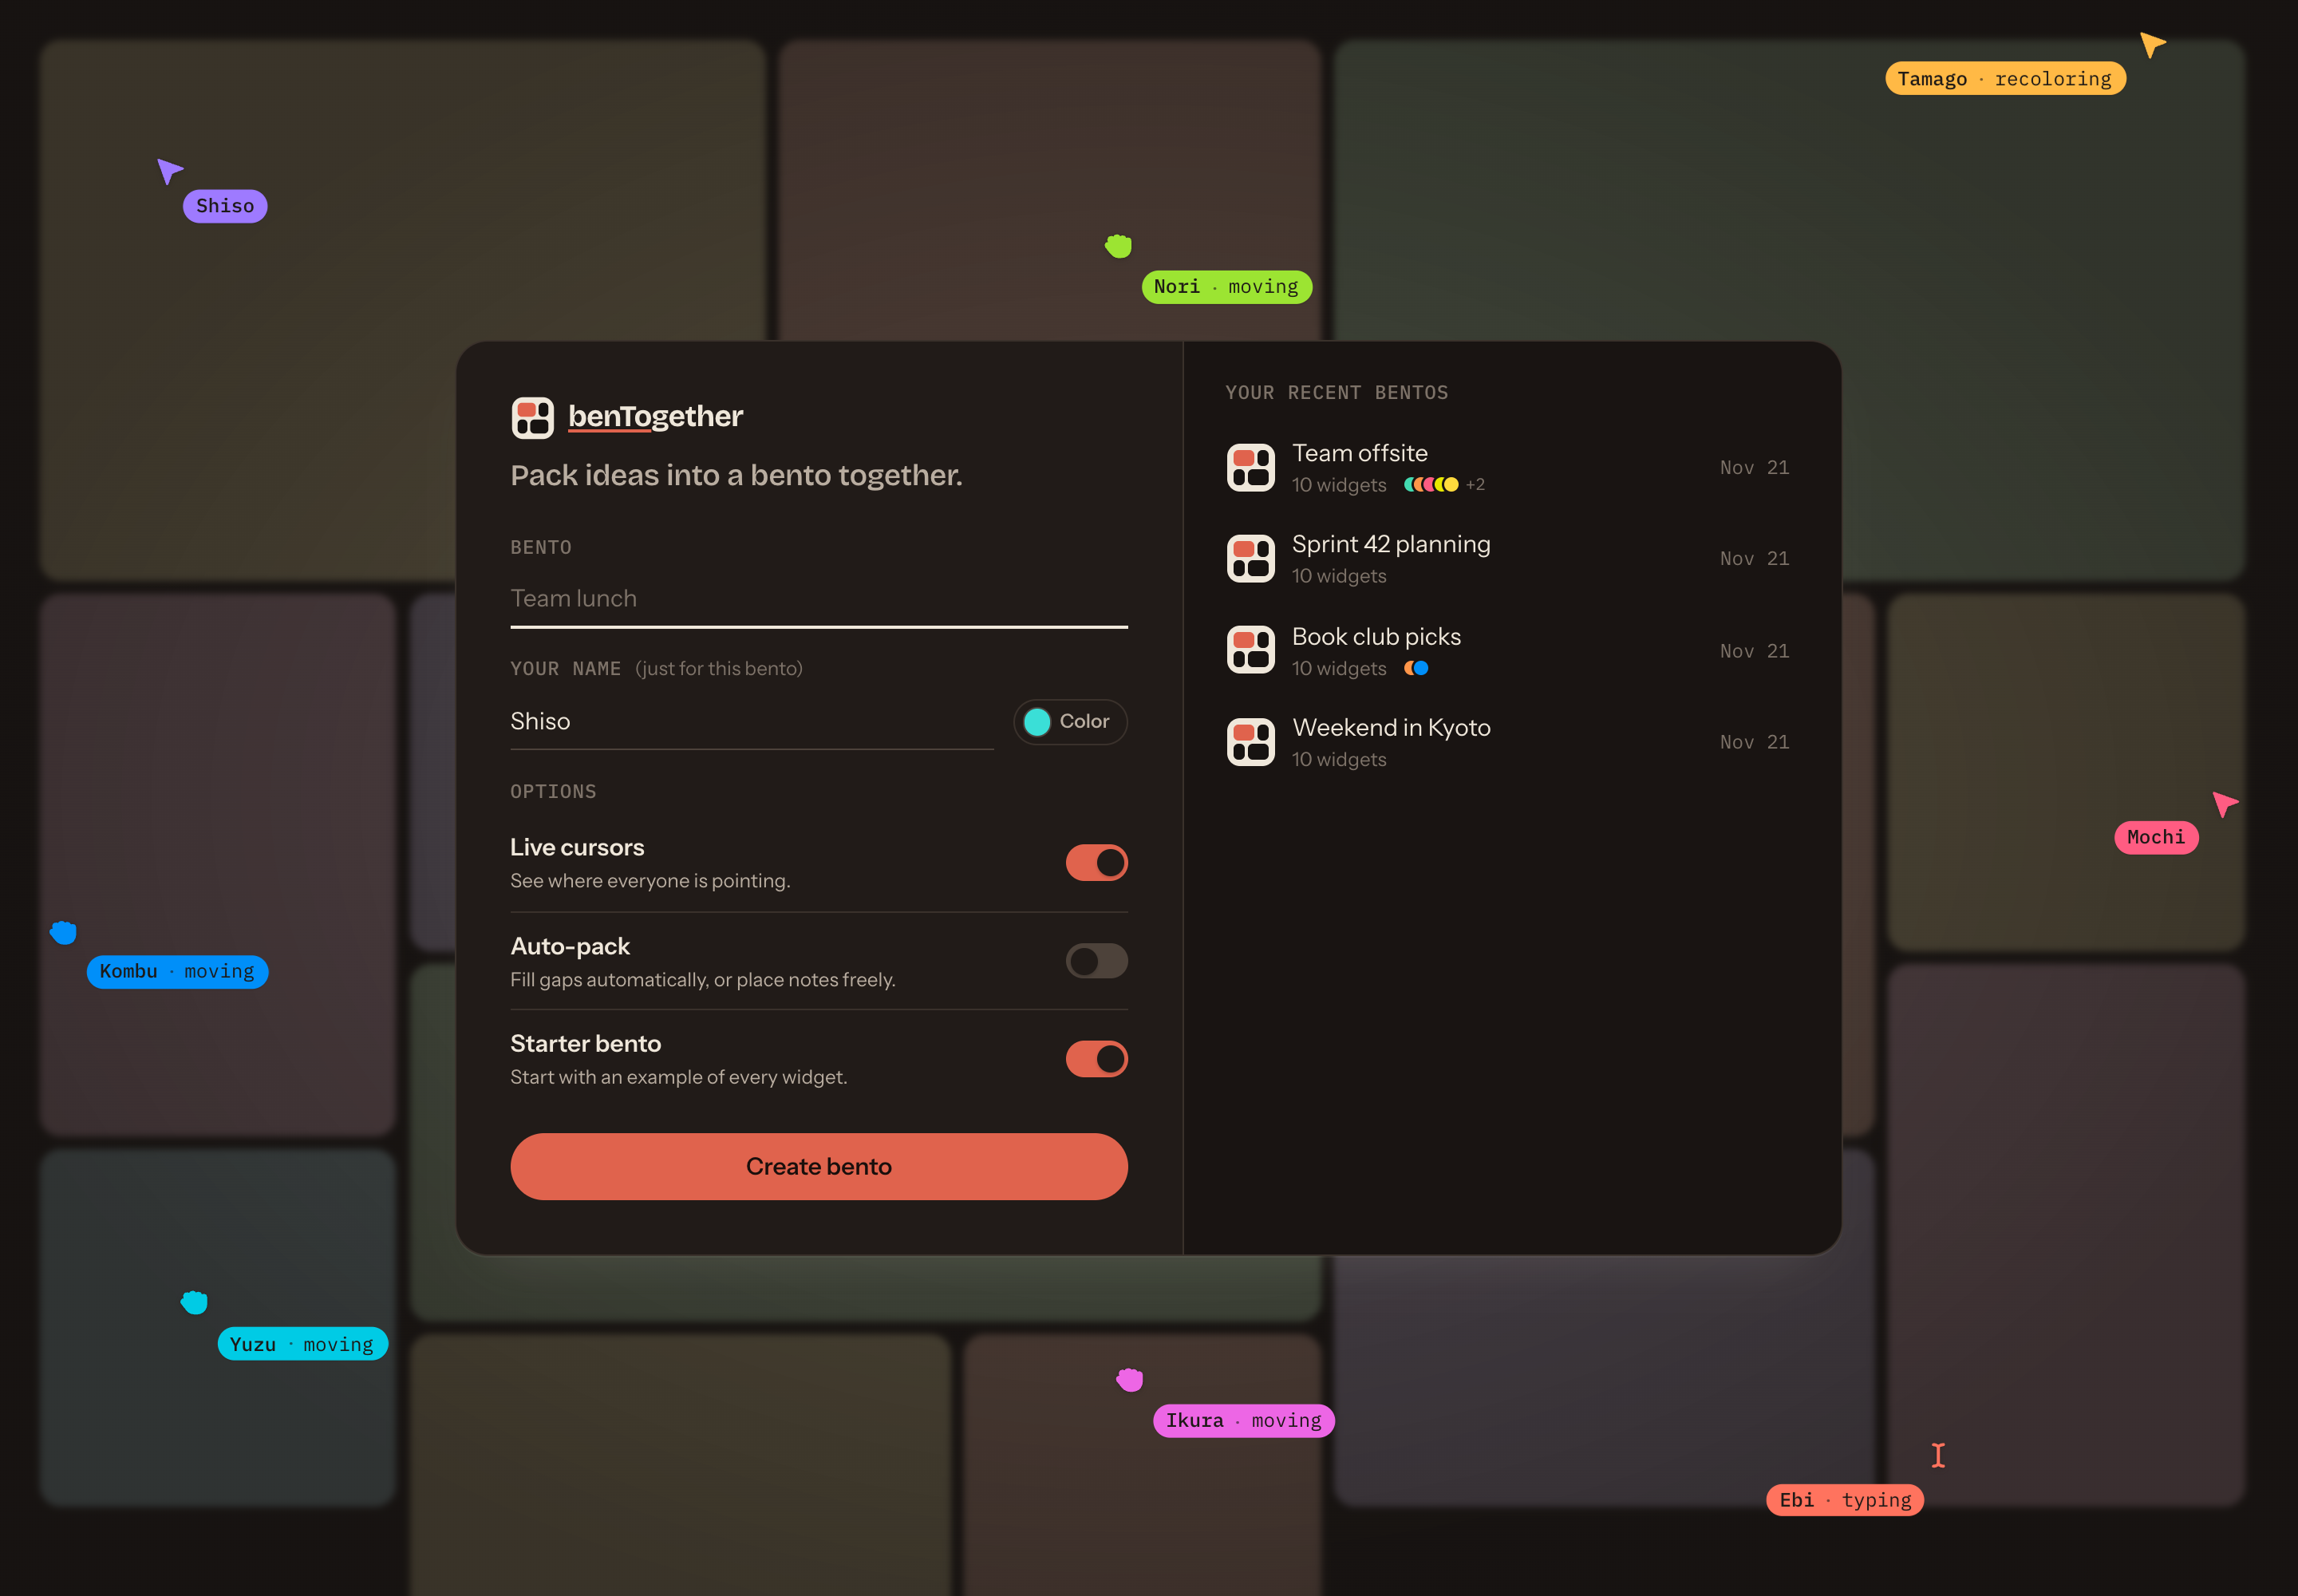 Tamago · recoloring
Shiso
Nori · moving
benTogether
Pack ideas into a bento together.
BENTO
Team lunch
YOUR NAME (just for this bento)
Shiso
Color
OPTIONS
Live cursors
See where everyone is pointing.
Auto-pack
Fill gaps automatically, or place notes freely.
Starter bento
Start with an example of every widget.
Create bento
YOUR RECENT BENTOS
Team offsite
10 widgets +2
Nov 21
Sprint 42 planning
10 widgets
Nov 21
Book club picks
10 widgets
Nov 21
Weekend in Kyoto
10 widgets
Nov 21
Mochi
Kombu · moving
Yuzu · moving
Ikura · moving
Ebi · typing